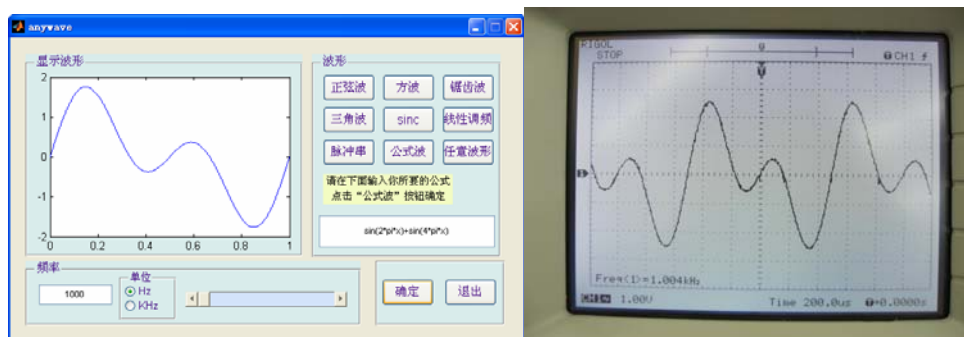 anywave
显示波形
2
1
0
-1
-2
0 0.2 0.4 0.6 0.8 1
波形
正弦波 方波 锯齿波
三角波 sinc 线性调频
脉冲串 公式波 任意波形
请在下面输入你所要的公式
点击“公式波”按钮确定
sin(2*pi*x)+sin(4*pi*x)
频率
1000
单位
Hz
KHz
确定 退出
RIGOL
STOP
CH1
Freq(1)=1.004kHz
CH1 1.00V Time 200.0us 0.0000s